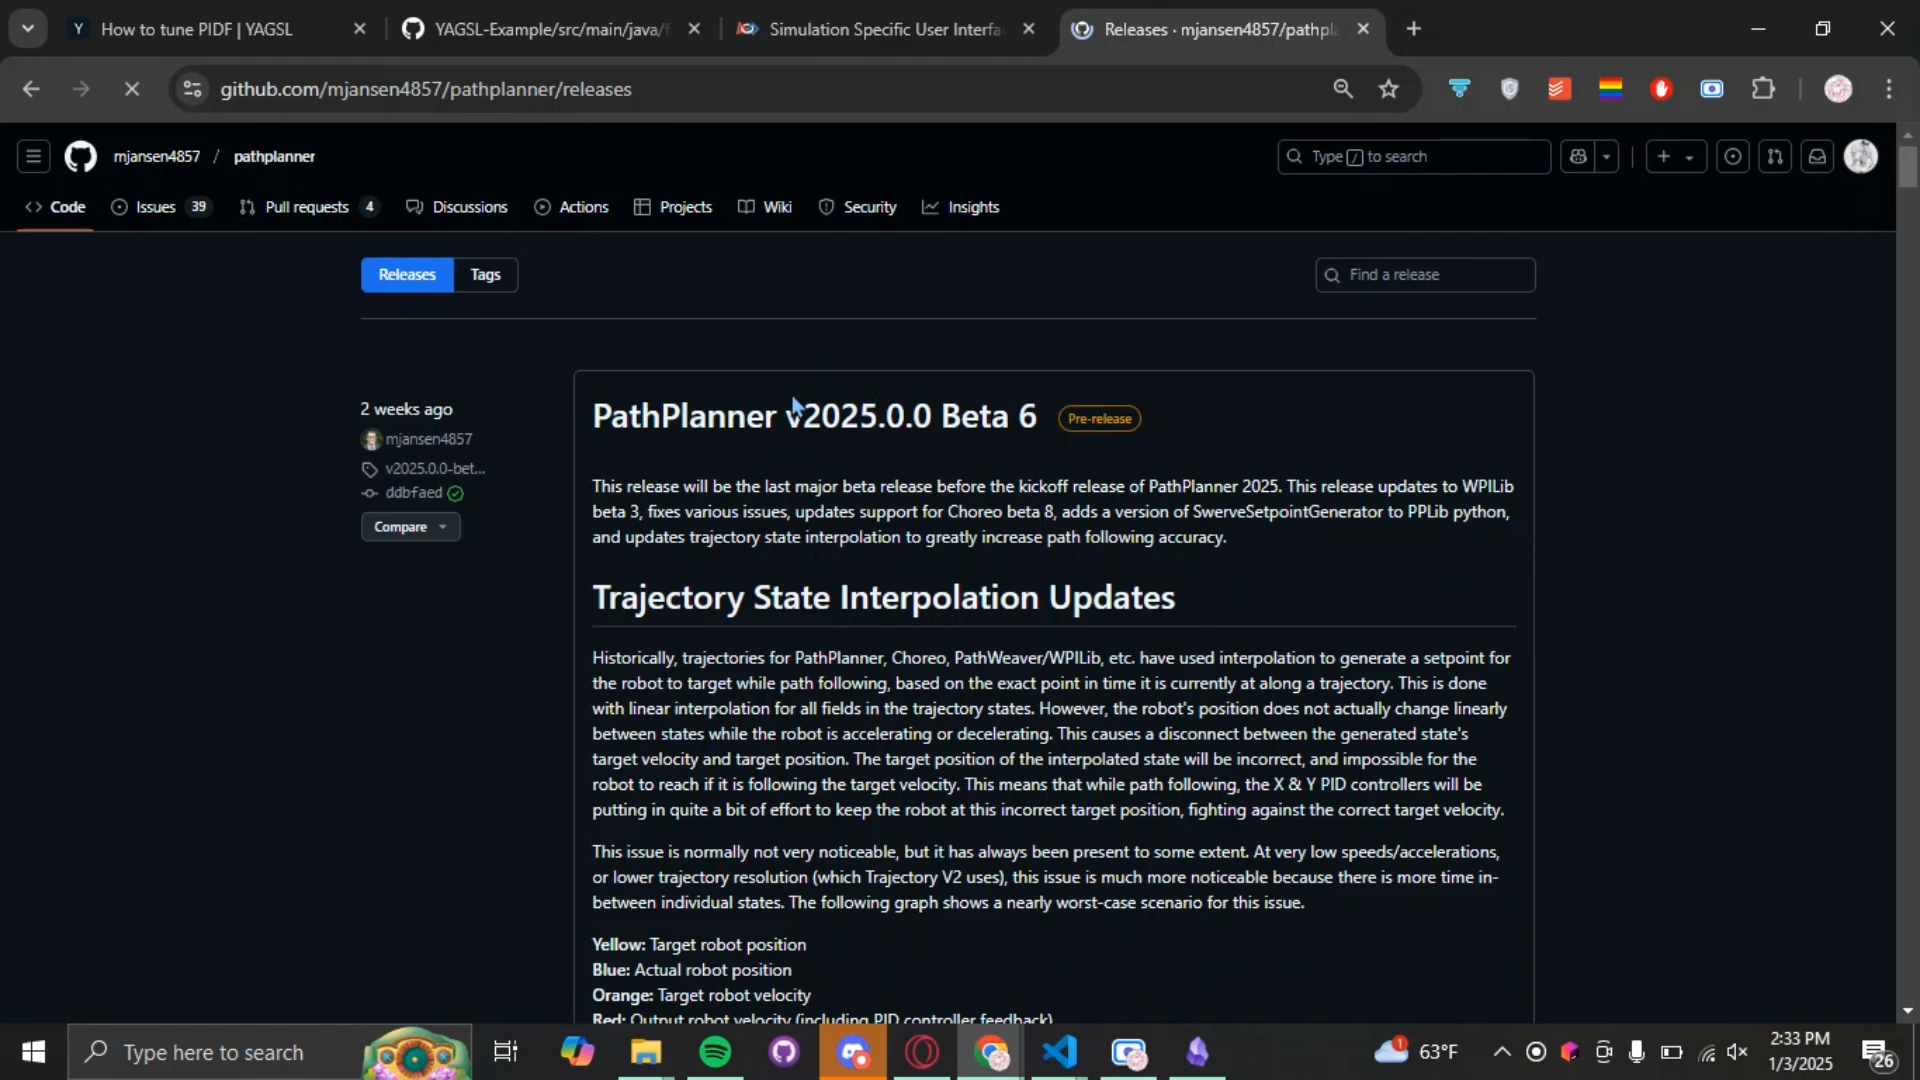 How to tune PIDF | YAGSL
YAGSL-Example/src/main/java/f
Simulation Specific User Interfa
Releases · mjansen4857/pathpla
github.com/mjansen4857/pathplanner/releases
mjansen4857 / pathplanner
Type / to search
Code
Issues 39
Pull requests 4
Discussions
Actions
Projects
Wiki
Security
Insights
Releases
Tags
Find a release
2 weeks ago
mjansen4857
v2025.0.0-bet...
ddbfaed
Compare
PathPlanner v2025.0.0 Beta 6 Pre-release
This release will be the last major beta release before the kickoff release of PathPlanner 2025. This release updates to WPILib
beta 3, fixes various issues, updates support for Choreo beta 8, adds a version of SwerveSetpointGenerator to PPLib python,
and updates trajectory state interpolation to greatly increase path following accuracy.
Trajectory State Interpolation Updates
Historically, trajectories for PathPlanner, Choreo, PathWeaver/WPILib, etc. have used interpolation to generate a setpoint for
the robot to target while path following, based on the exact point in time it is currently at along a trajectory. This is done
with linear interpolation for all fields in the trajectory states. However, the robot's position does not actually change linearly
between states while the robot is accelerating or decelerating. This causes a disconnect between the generated state's
target velocity and target position. The target position of the interpolated state will be incorrect, and impossible for the
robot to reach if it is following the target velocity. This means that while path following, the X & Y PID controllers will be
putting in quite a bit of effort to keep the robot at this incorrect target position, fighting against the correct target velocity.
This issue is normally not very noticeable, but it has always been present to some extent. At very low speeds/accelerations,
or lower trajectory resolution (which Trajectory V2 uses), this issue is much more noticeable because there is more time in-
between individual states. The following graph shows a nearly worst-case scenario for this issue.
Yellow: Target robot position
Blue: Actual robot position
Orange: Target robot velocity
Red: Output robot velocity (including PID controller feedback)
Type here to search
1
63°F
2:33 PM
1/3/2025
26